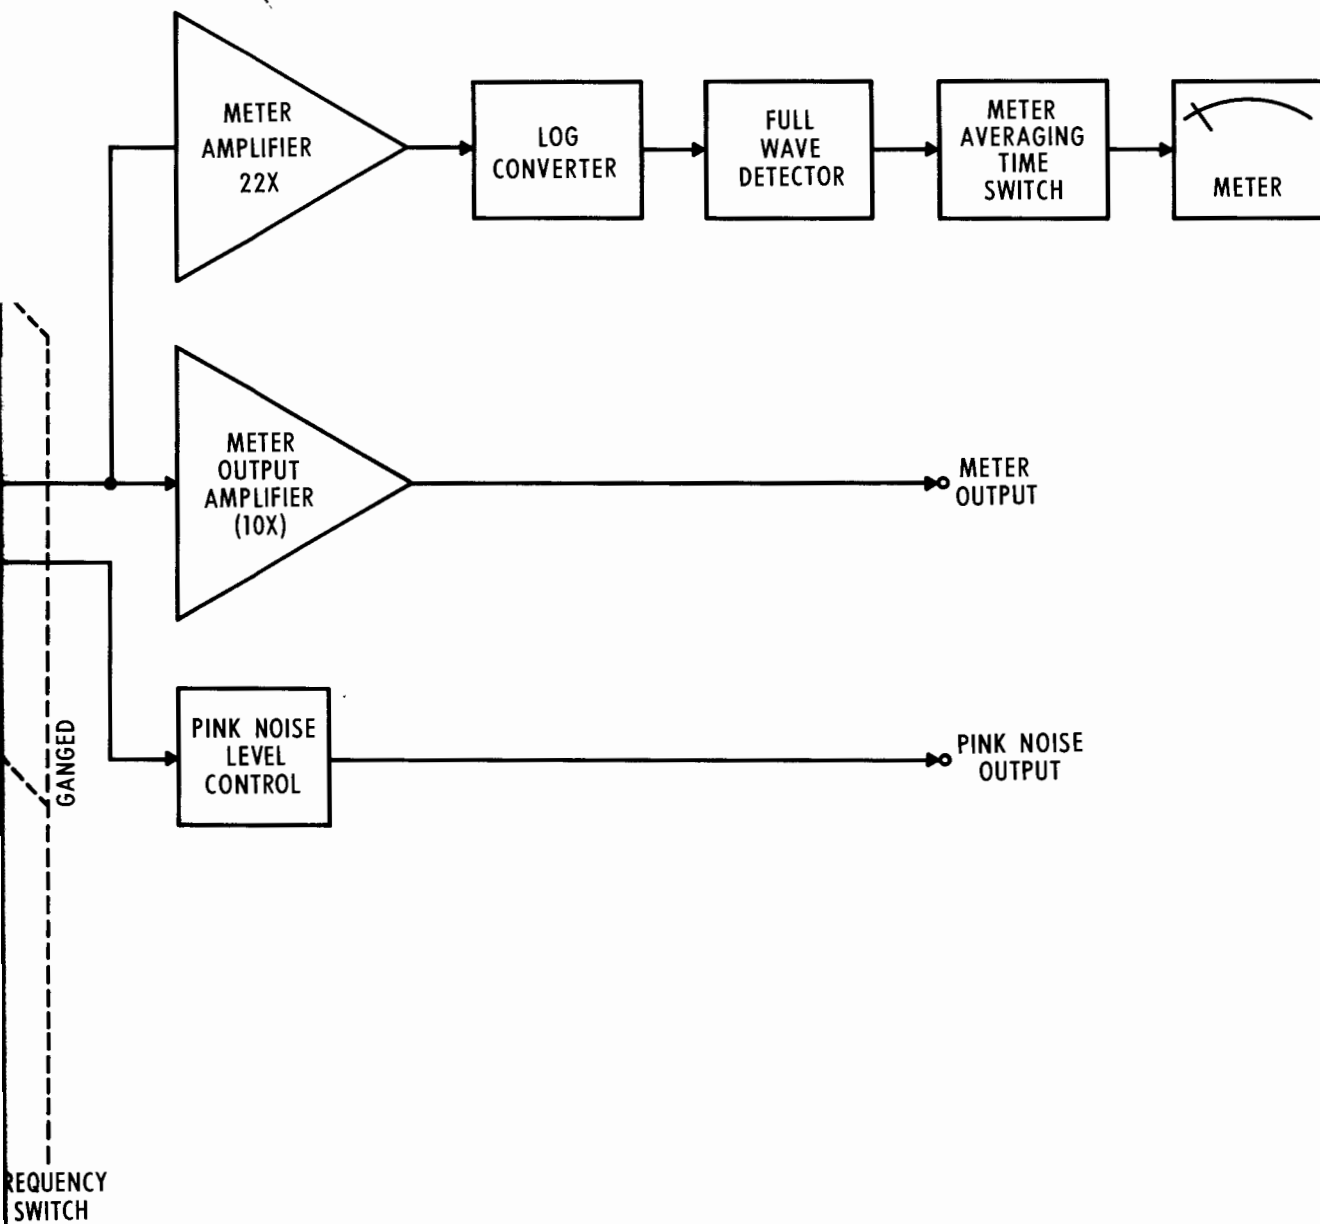 METER
AMPLIFIER
22X
LOG
CONVERTER
FULL
WAVE
DETECTOR
METER
AVERAGING
TIME
SWITCH
METER
METER
OUTPUT
AMPLIFIER
(10X)
METER
OUTPUT
GANGED
PINK NOISE
LEVEL
CONTROL
PINK NOISE
OUTPUT
REQUENCY
SWITCH